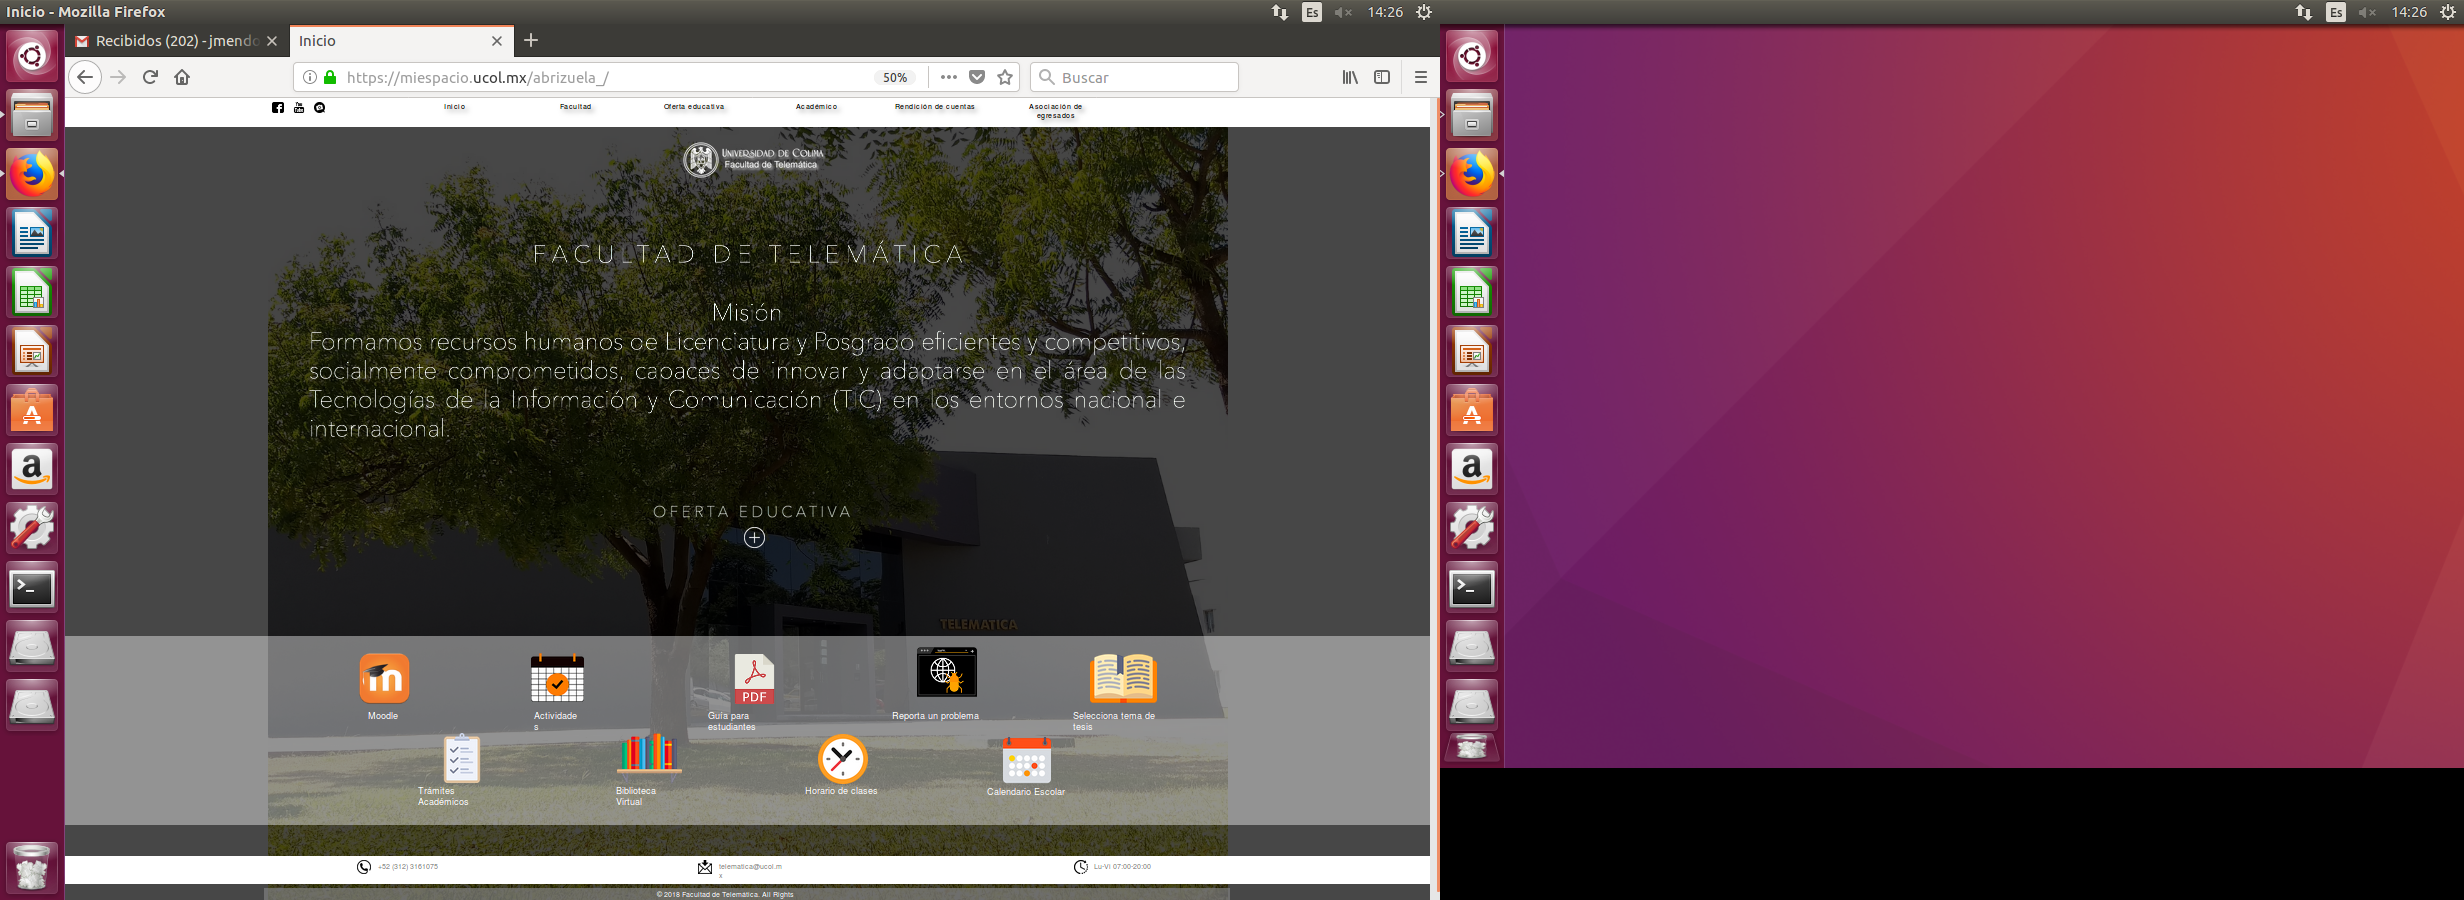 Inicio - Mozilla Firefox
Es
14:26
Es
14:26
Recibidos (202) - jmendo
Inicio
https://miespacio.ucol.mx/abrizuela_/
50%
Buscar
Inicio
Facultad
Oferta educativa
Académico
Rendición de cuentas
Asociación de
egresados
UNIVERSIDAD DE COLIMA
Facultad de Telemática
FACULTAD DE TELEMÁTICA
Misión
Formamos recursos humanos de Licenciatura y Posgrado eficientes y competitivos,
socialmente comprometidos, capaces de innovar y adaptarse en el área de las
Tecnologías de la Información y Comunicación (TIC) en los entornos nacional e
internacional.
OFERTA EDUCATIVA
TELEMATICA
PDF
Moodle
Actividade
s
Guía para
estudiantes
Reporta un problema
Selecciona tema de
tesis
Trámites
Académicos
Biblioteca
Virtual
Horario de clases
Calendario Escolar
+52 (312) 3161075
telematica@ucol.m
x
Lu-Vi 07:00-20:00
© 2018 Facultad de Telemática. All Rights